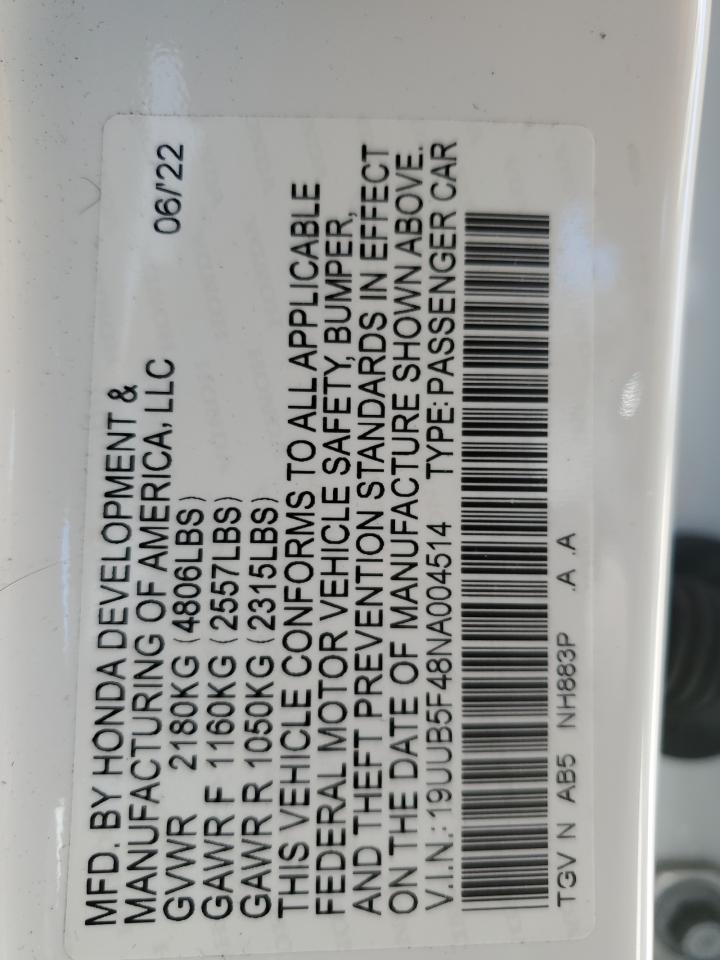 MFD. BY HONDA DEVELOPMENT &
MANUFACTURING OF AMERICA, LLC 06/'22
GVWR 2180KG (4806LBS)
GAWR F 1160KG (2557LBS)
GAWR R 1050KG (2315LBS)
THIS VEHICLE CONFORMS TO ALL APPLICABLE
FEDERAL MOTOR VEHICLE SAFETY, BUMPER,
AND THEFT PREVENTION STANDARDS IN EFFECT
ON THE DATE OF MANUFACTURE SHOWN ABOVE.
V.I.N.: 19UUB5F48NA004514 TYPE: PASSENGER CAR
TGV N AB5 NH883P .A .A